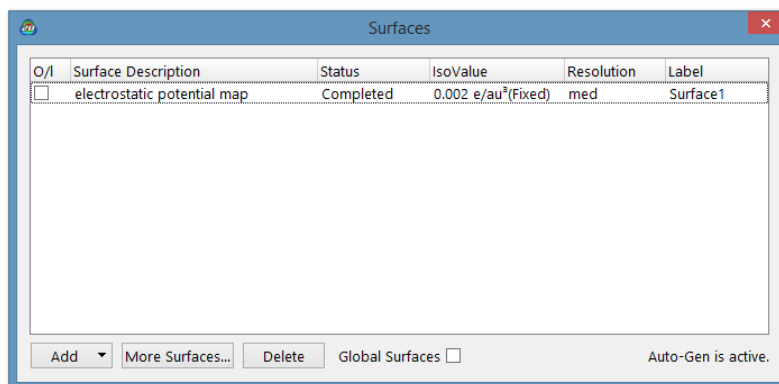 Surfaces
O/I Surface Description Status IsoValue Resolution Label
electrostatic potential map Completed 0.002 e/au³(Fixed) med Surface1
Add More Surfaces... Delete Global Surfaces Auto-Gen is active.